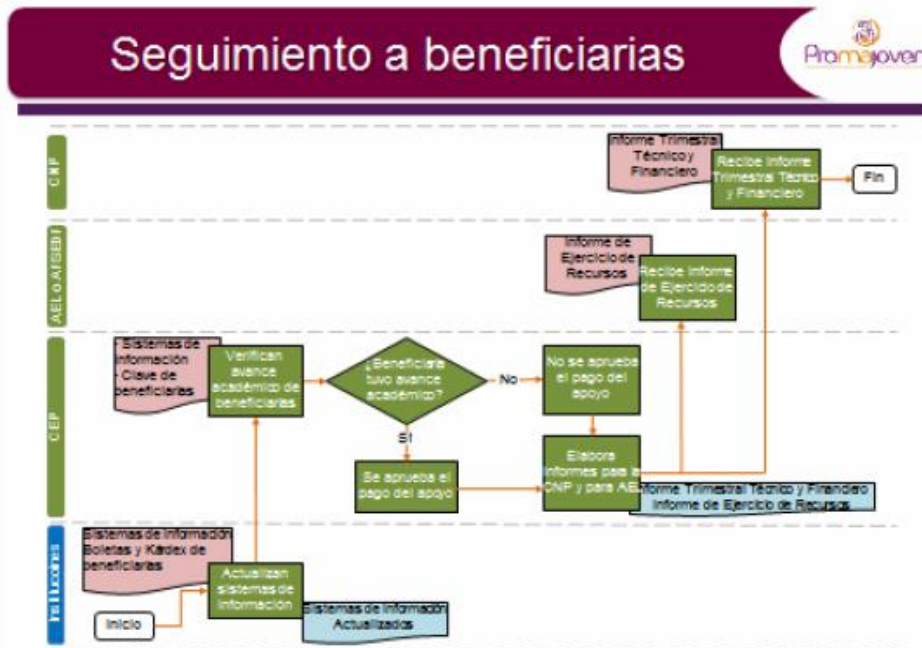 Seguimiento a beneficiarias
Promajoven
CNP
Informe Trimestral
Técnico y
Financiero
Recibe Informe
Trimestral Técnico
y Financiero
Fin
AEL o AFSEDF
Informe de
Ejercicio de
Recursos
Recibe Informe
de Ejercicio de
Recursos
CEP
- Sistemas de
información
- Clave de
beneficiarias
Verifican
avance
académico de
beneficiarias
¿Beneficiaria
tuvo avance
académico?
No
No se aprueba
el pago del
apoyo
Sí
Se aprueba el
pago del apoyo
Elabora
informes para la
CNP y para AEL
Informe Trimestral Técnico y Financiero
Informe de Ejercicio de Recursos
Instituciones
Sistemas de información
Boletas y Kárdex de
beneficiarias
Actualizan
sistemas de
información
Inicio
Sistemas de Información
Actualizados